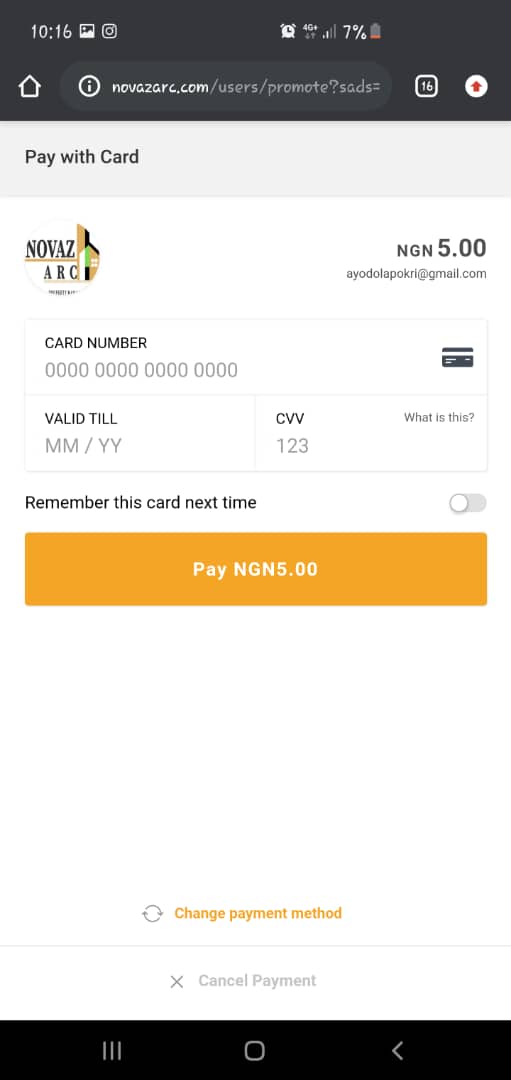 10:16
4G+
7%
novazarc.com/users/promote?sads=
16
Pay with Card
NOVAZ
ARC
NGN 5.00
ayodolapokri@gmail.com
CARD NUMBER
0000 0000 0000 0000
VALID TILL
MM / YY
CVV
What is this?
123
Remember this card next time
Pay NGN5.00
Change payment method
Cancel Payment